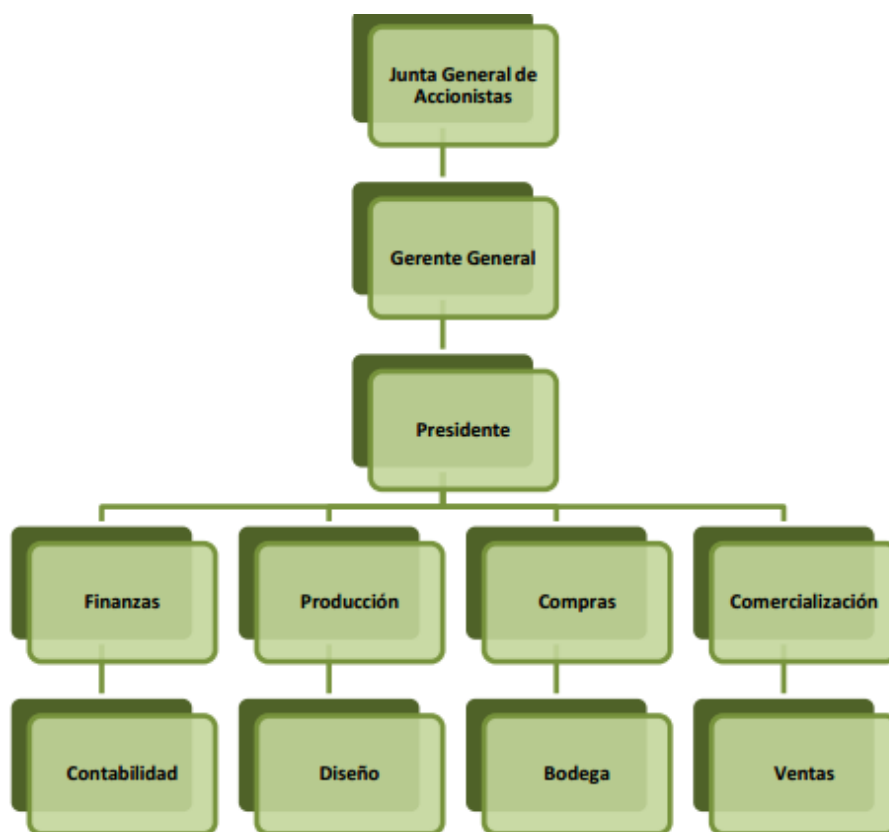 Junta General de
Accionistas
Gerente General
Presidente
Finanzas
Producción
Compras
Comercialización
Contabilidad
Diseño
Bodega
Ventas